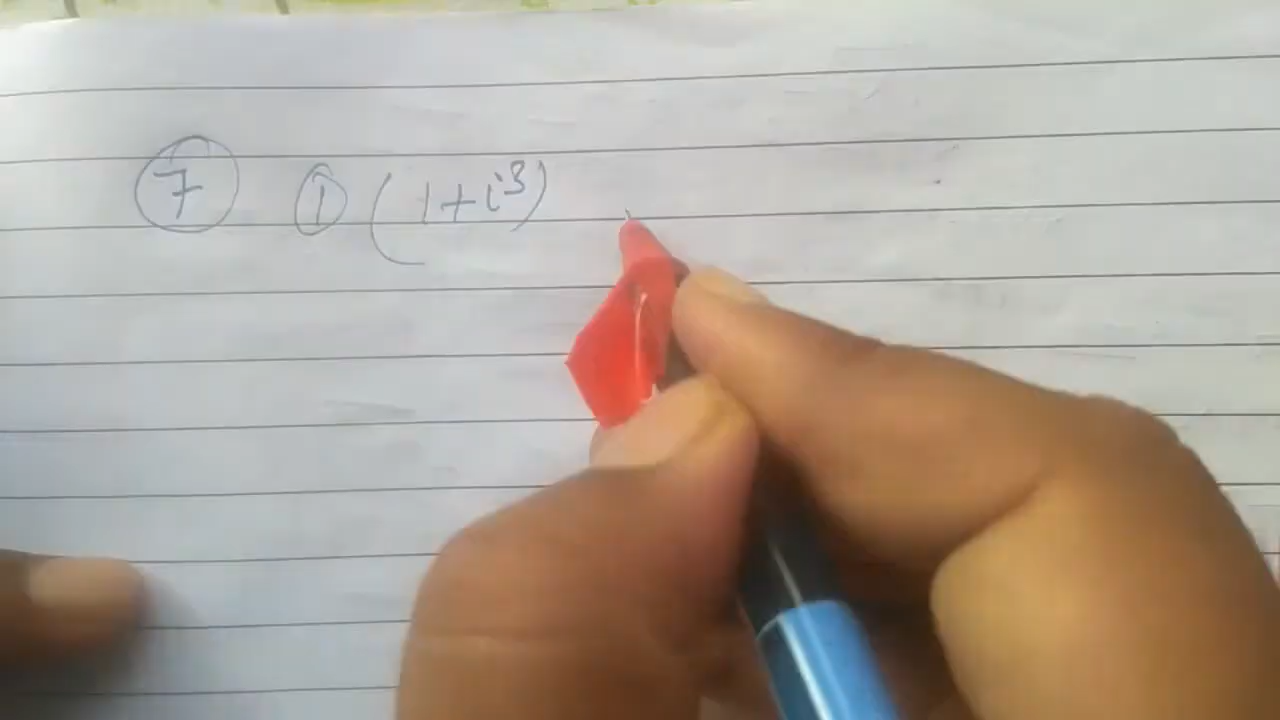 ⑦ ① (1+i³)